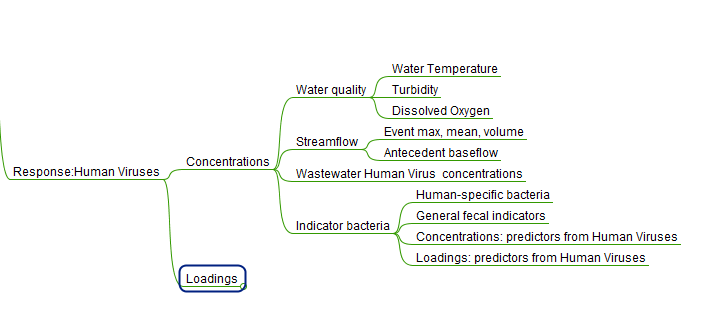 Water Temperature
Water quality
Turbidity
Dissolved Oxygen
Event max, mean, volume
Streamflow
Antecedent baseflow
Concentrations
Response:Human Viruses
Wastewater Human Virus  concentrations
Human-specific bacteria
General fecal indicators
Indicator bacteria
Concentrations: predictors from Human Viruses
Loadings: predictors from Human Viruses
Loadings